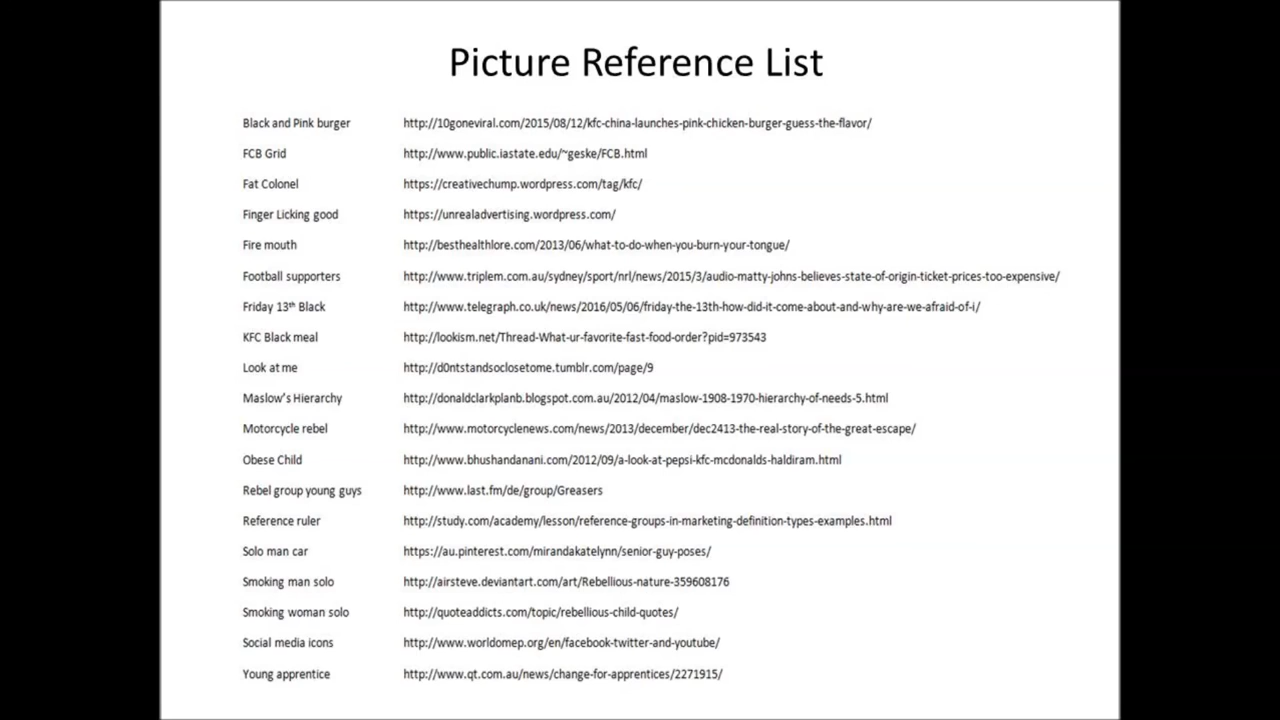 Picture Reference List
Black and Pink burger http://10goneviral.com/2015/08/12/kfc-china-launches-pink-chicken-burger-guess-the-flavor/
FCB Grid http://www.public.iastate.edu/~geske/FCB.html
Fat Colonel https://creativechump.wordpress.com/tag/kfc/
Finger Licking good https://unrealadvertising.wordpress.com/
Fire mouth http://besthealthlore.com/2013/06/what-to-do-when-you-burn-your-tongue/
Football supporters http://www.triplem.com.au/sydney/sport/nrl/news/2015/3/audio-matty-johns-believes-state-of-origin-ticket-prices-too-expensive/
Friday 13th Black http://www.telegraph.co.uk/news/2016/05/06/friday-the-13th-how-did-it-come-about-and-why-are-we-afraid-of-i/
KFC Black meal http://lookism.net/Thread-What-ur-favorite-fast-food-order?pid=973543
Look at me http://d0ntstandsoclosetome.tumblr.com/page/9
Maslow's Hierarchy http://donaldclarkplanb.blogspot.com.au/2012/04/maslow-1908-1970-hierarchy-of-needs-5.html
Motorcycle rebel http://www.motorcyclenews.com/news/2013/december/dec2413-the-real-story-of-the-great-escape/
Obese Child http://www.bhushandanani.com/2012/09/a-look-at-pepsi-kfc-mcdonalds-haldiram.html
Rebel group young guys http://www.last.fm/de/group/Greasers
Reference ruler http://study.com/academy/lesson/reference-groups-in-marketing-definition-types-examples.html
Solo man car https://au.pinterest.com/mirandakatelynn/senior-guy-poses/
Smoking man solo http://airsteve.deviantart.com/art/Rebellious-nature-359608176
Smoking woman solo http://quoteaddicts.com/topic/rebellious-child-quotes/
Social media icons http://www.worldomep.org/en/facebook-twitter-and-youtube/
Young apprentice http://www.qt.com.au/news/change-for-apprentices/2271915/